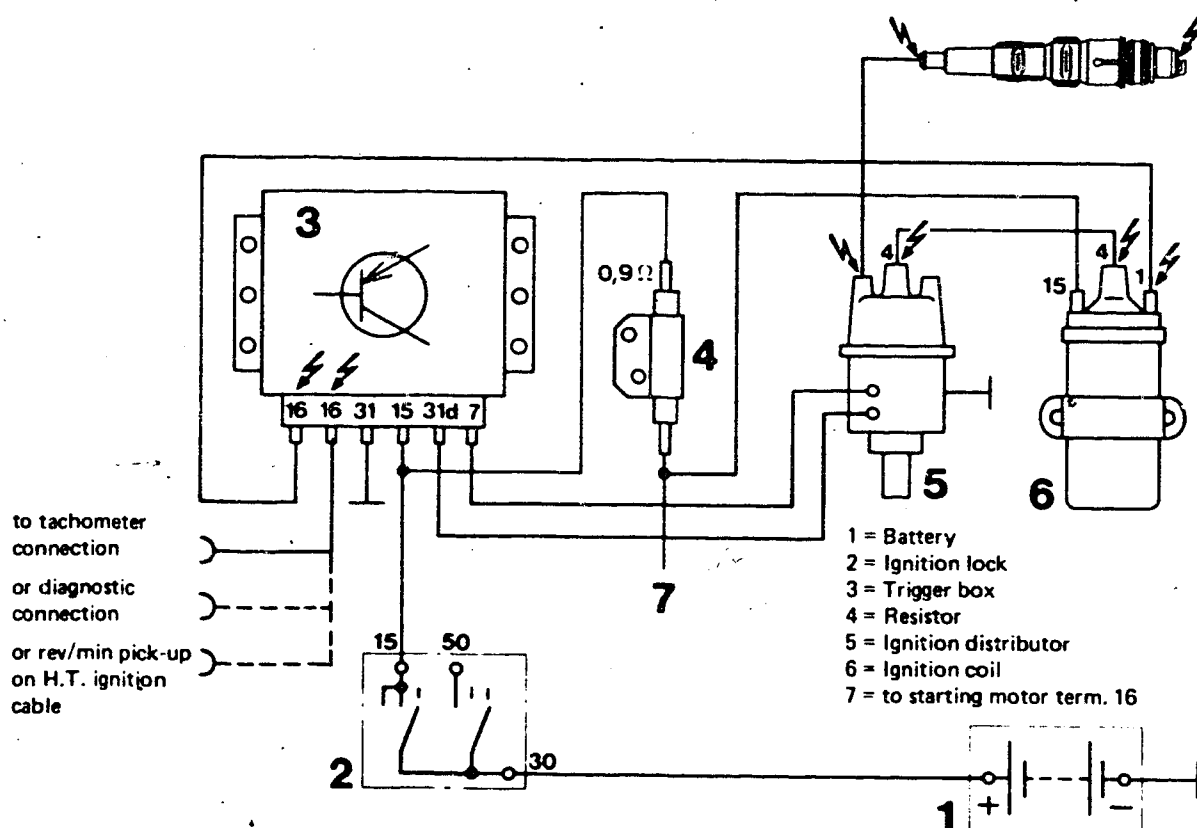 3
0,9Ω
4
4
4
15
1
16 16 31 15 31d 7
5
6
to tachometer
connection
or diagnostic
connection
or rev/min pick-up
on H.T. ignition
cable
7
1 = Battery
2 = Ignition lock
3 = Trigger box
4 = Resistor
5 = Ignition distributor
6 = Ignition coil
7 = to starting motor term. 16
15 50
2
30
1
+ −